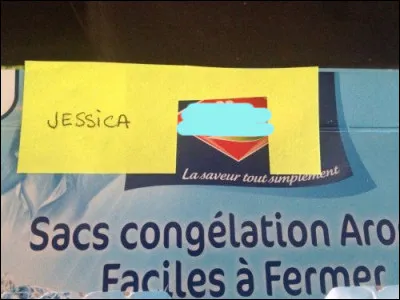 JESSICA
La saveur tout simplement
Sacs congélation Aro
Faciles à Fermer